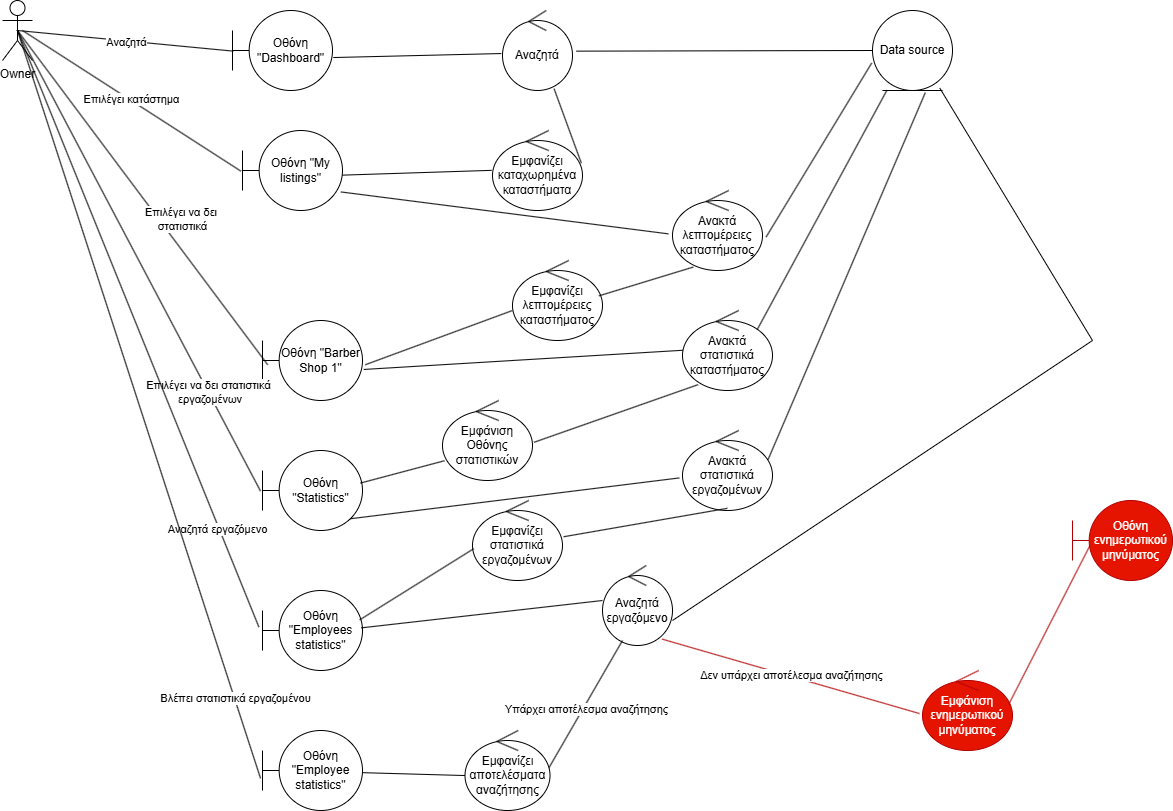 Owner
Αναζητά
Οθόνη
"Dashboard"
Αναζητά
Data source
Επιλέγει κατάστημα
Οθόνη "My
listings"
Εμφανίζει
καταχωρημένα
καταστήματα
Επιλέγει να δει
στατιστικά
Ανακτά
λεπτομέρειες
καταστήματος
Εμφανίζει
λεπτομέρειες
καταστήματος
Οθόνη "Barber
Shop 1"
Ανακτά
στατιστικά
καταστήματος
Επιλέγει να δει στατιστικά
εργαζομένων
Εμφάνιση
Οθόνης
στατιστικών
Οθόνη
"Statistics"
Ανακτά
στατιστικά
εργαζομένων
Αναζητά εργαζόμενο
Εμφανίζει
στατιστικά
εργαζομένων
Οθόνη
ενημερωτικού
μηνύματος
Οθόνη
"Employees
statistics"
Αναζητά
εργαζόμενο
Δεν υπάρχει αποτέλεσμα αναζήτησης
Βλέπει στατιστικά εργαζομένου
Υπάρχει αποτέλεσμα αναζήτησης
Εμφάνιση
ενημερωτικού
μηνύματος
Οθόνη
"Employee
statistics"
Εμφανίζει
αποτελέσματα
αναζήτησης